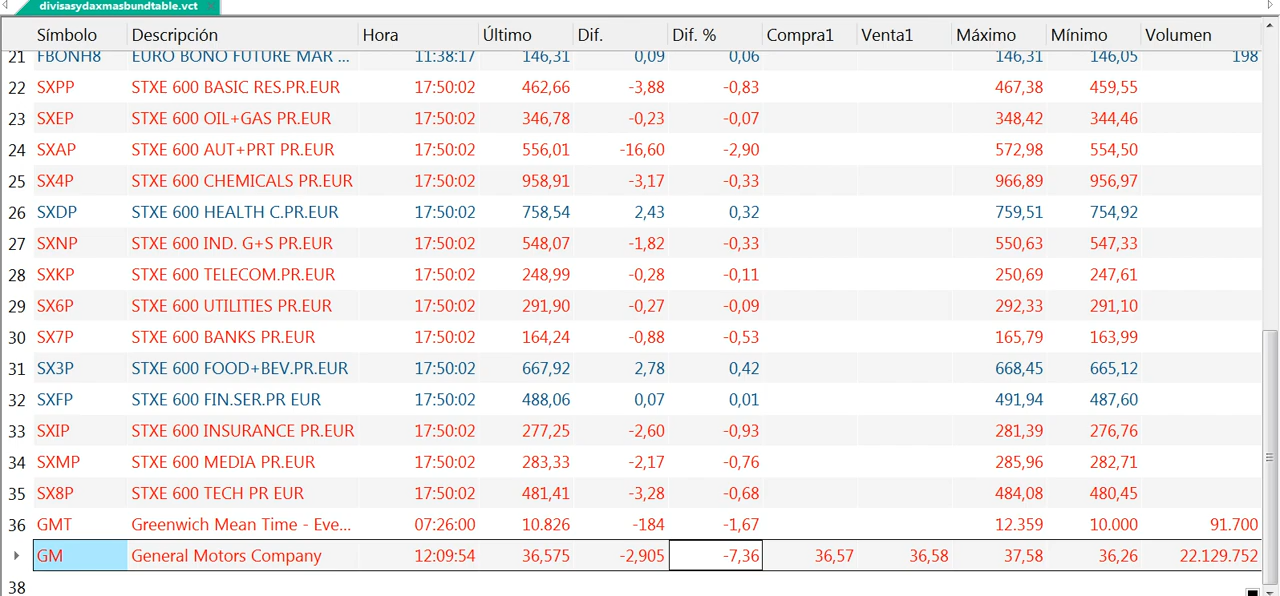 divisasydaxmasbundtable.vct
Símbolo Descripción Hora Último Dif. Dif. % Compra1 Venta1 Máximo Mínimo Volumen
21 FBONH8 EURO BONO FUTURE MAR ... 11:38:17 146,31 0,09 0,06 146,31 146,05 198
22 SXPP STXE 600 BASIC RES.PR.EUR 17:50:02 462,66 -3,88 -0,83 467,38 459,55
23 SXEP STXE 600 OIL+GAS PR.EUR 17:50:02 346,78 -0,23 -0,07 348,42 344,46
24 SXAP STXE 600 AUT+PRT PR.EUR 17:50:02 556,01 -16,60 -2,90 572,98 554,50
25 SX4P STXE 600 CHEMICALS PR.EUR 17:50:02 958,91 -3,17 -0,33 966,89 956,97
26 SXDP STXE 600 HEALTH C.PR.EUR 17:50:02 758,54 2,43 0,32 759,51 754,92
27 SXNP STXE 600 IND. G+S PR.EUR 17:50:02 548,07 -1,82 -0,33 550,63 547,33
28 SXKP STXE 600 TELECOM.PR.EUR 17:50:02 248,99 -0,28 -0,11 250,69 247,61
29 SX6P STXE 600 UTILITIES PR.EUR 17:50:02 291,90 -0,27 -0,09 292,33 291,10
30 SX7P STXE 600 BANKS PR.EUR 17:50:02 164,24 -0,88 -0,53 165,79 163,99
31 SX3P STXE 600 FOOD+BEV.PR.EUR 17:50:02 667,92 2,78 0,42 668,45 665,12
32 SXFP STXE 600 FIN.SER.PR EUR 17:50:02 488,06 0,07 0,01 491,94 487,60
33 SXIP STXE 600 INSURANCE PR.EUR 17:50:02 277,25 -2,60 -0,93 281,39 276,76
34 SXMP STXE 600 MEDIA PR.EUR 17:50:02 283,33 -2,17 -0,76 285,96 282,71
35 SX8P STXE 600 TECH PR EUR 17:50:02 481,41 -3,28 -0,68 484,08 480,45
36 GMT Greenwich Mean Time - Eve... 07:26:00 10.826 -184 -1,67 12.359 10.000 91.700
GM General Motors Company 12:09:54 36,575 -2,905 -7,36 36,57 36,58 37,58 36,26 22.129.752
38